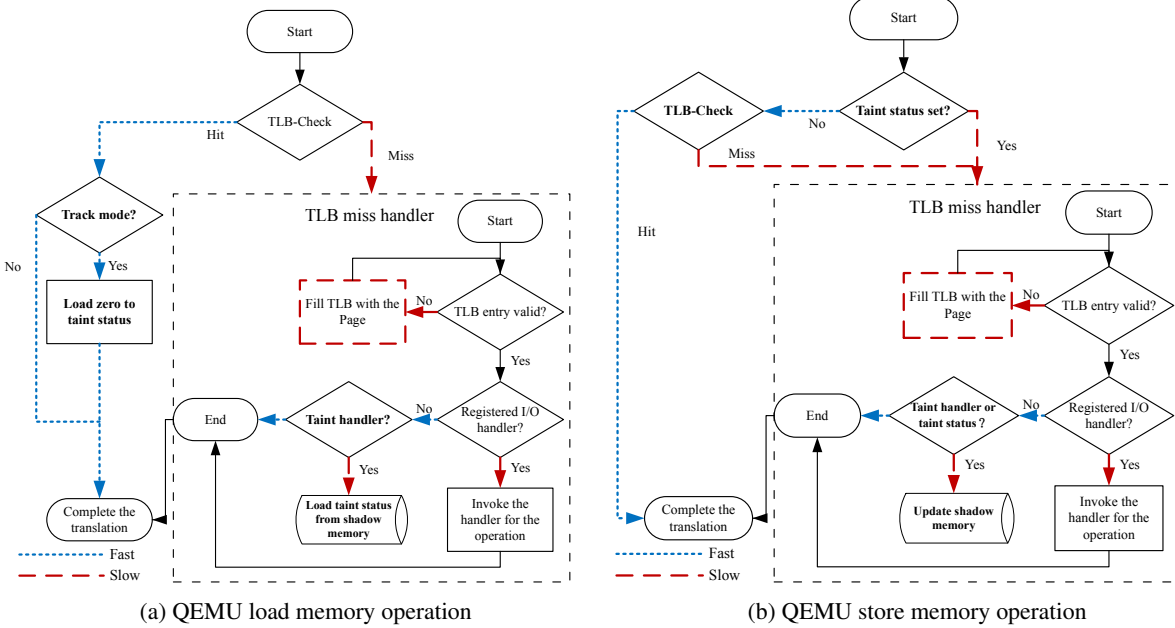 Start
TLB-Check
Hit
Miss
Track mode?
No
Yes
Load zero to
taint status
TLB miss handler
Start
Fill TLB with the
Page
No
TLB entry valid?
Yes
End
Taint handler?
No
Registered I/O
handler?
Yes
Yes
Load taint status
from shadow
memory
Invoke the
handler for the
operation
Complete the
translation
Fast
Slow
(a) QEMU load memory operation
Start
TLB-Check
No
Taint status set?
Miss
Yes
Hit
TLB miss handler
Start
Fill TLB with the
Page
No
TLB entry valid?
Yes
End
Taint handler or
taint status ?
No
Registered I/O
handler?
Yes
Yes
Update shadow
memory
Invoke the
handler for the
operation
Complete the
translation
Fast
Slow
(b) QEMU store memory operation